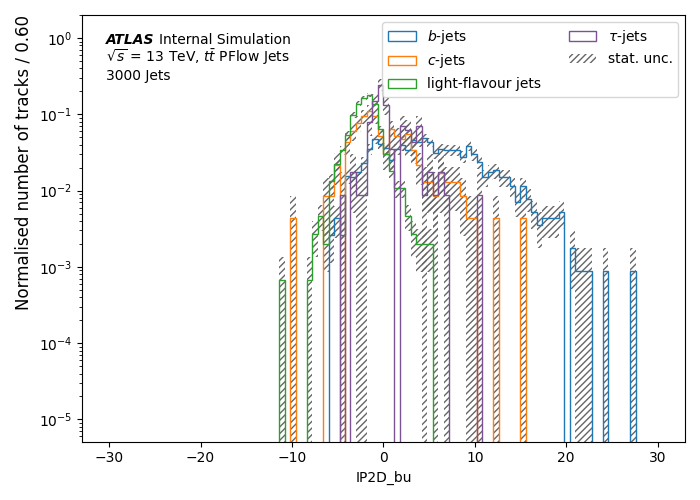 ATLAS Internal Simulation
√s = 13 TeV, tt̄ PFlow Jets
3000 Jets
b-jets
c-jets
light-flavour jets
τ-jets
stat. unc.
Normalised number of tracks / 0.60
10⁰
10⁻¹
10⁻²
10⁻³
10⁻⁴
10⁻⁵
−30 −20 −10 0 10 20 30
IP2D_bu